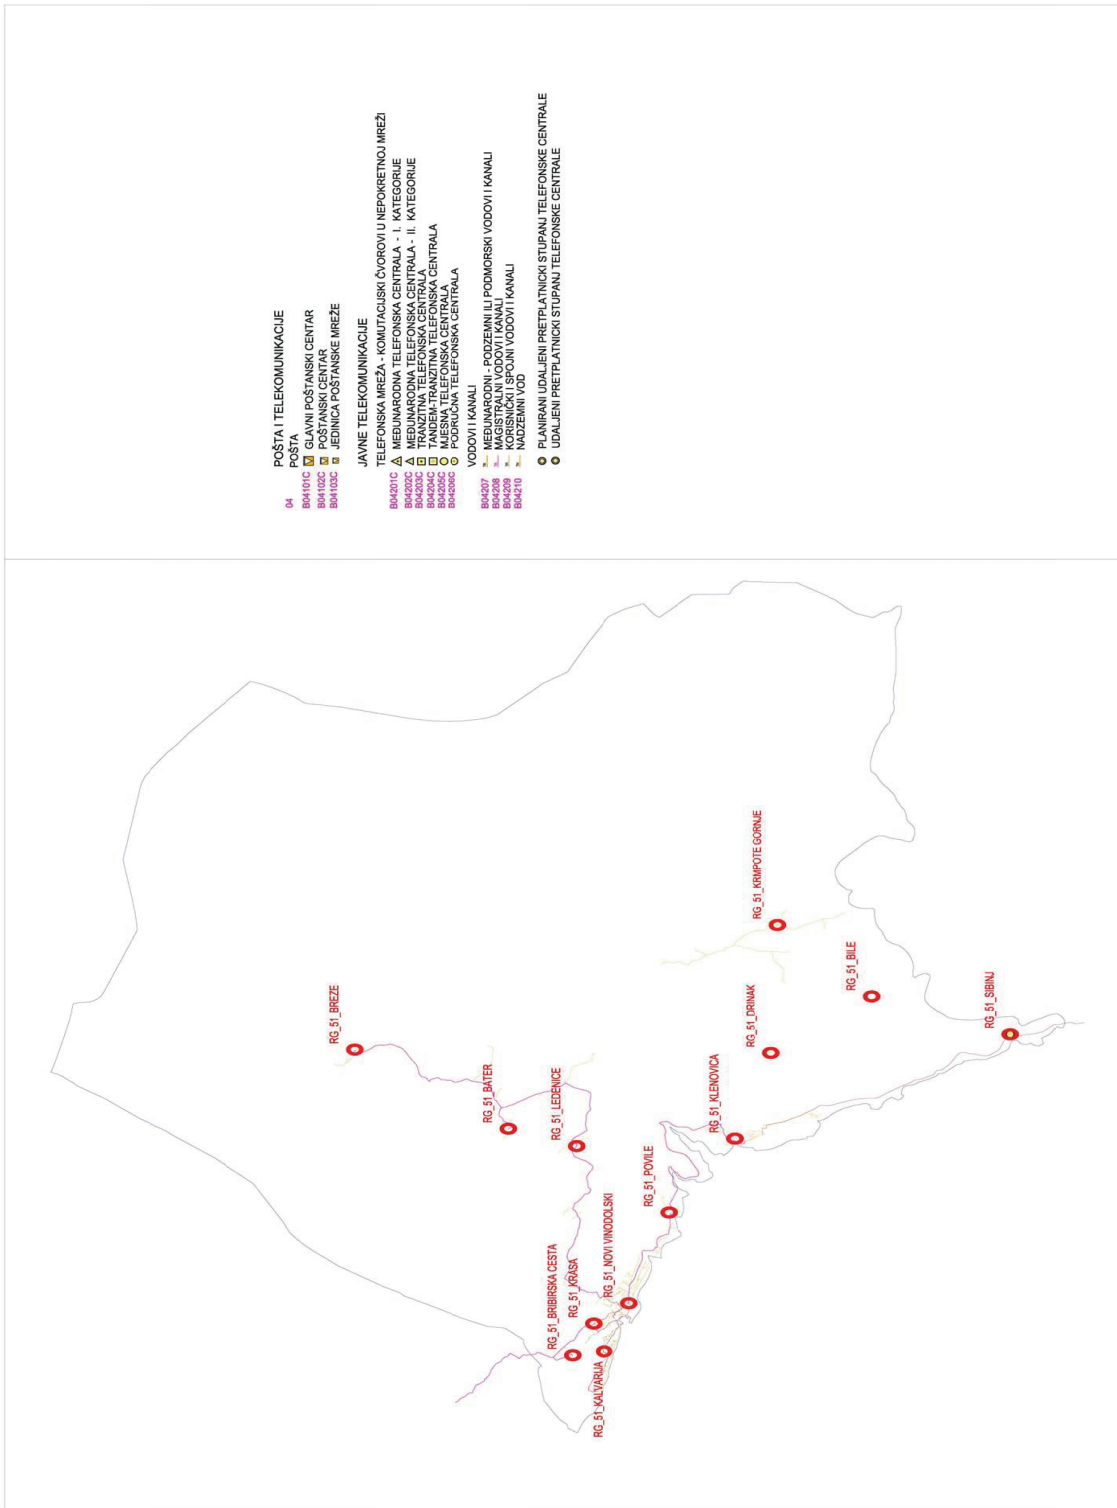 POŠTA I TELEKOMUNIKACIJE
04 POŠTA
B04101C GLAVNI POŠTANSKI CENTAR
B04102C POŠTANSKI CENTAR
B04103C JEDINICA POŠTANSKE MREŽE
JAVNE TELEKOMUNIKACIJE
TELEFONSKA MREŽA - KOMUTACIJSKI ČVOROVI U NEPOKRETNOJ MREŽI
B04201C MEĐUNARODNA TELEFONSKA CENTRALA - I. KATEGORIJE
B04202C MEĐUNARODNA TELEFONSKA CENTRALA - II. KATEGORIJE
B04203C TRANZITNA TELEFONSKA CENTRALA
B04204C TANDEM-TRANZITNA TELEFONSKA CENTRALA
B04205C MJESNA TELEFONSKA CENTRALA
B04206C PODRUČNA TELEFONSKA CENTRALA
VODOVI I KANALI
B04207 MEĐUNARODNI - PODZEMNI ILI PODMORSKI VODOVI I KANALI
B04208 MAGISTRALNI VODOVI I KANALI
B04209 KORISNIČKI I SPOJNI VODOVI I KANALI
B04210 NADZEMNI VOD
PLANIRANI UDALJENI PRETPLATNICKI STUPANJ TELEFONSKE CENTRALE
UDALJENI PRETPLATNICKI STUPANJ TELEFONSKE CENTRALE
RG_51_BREZE
RG_51_BATER
RG_51_LEDENICE
RG_51_BRIBIRSKA CESTA
RG_51_KRASA
RG_51_KALVARIJA
RG_51_NOVI VINODOLSKI
RG_51_POVILE
RG_51_KLENOVICA
RG_51_DRINAK
RG_51_KRMPOTE GORNJE
RG_51_BILE
RG_51_SIBINJ